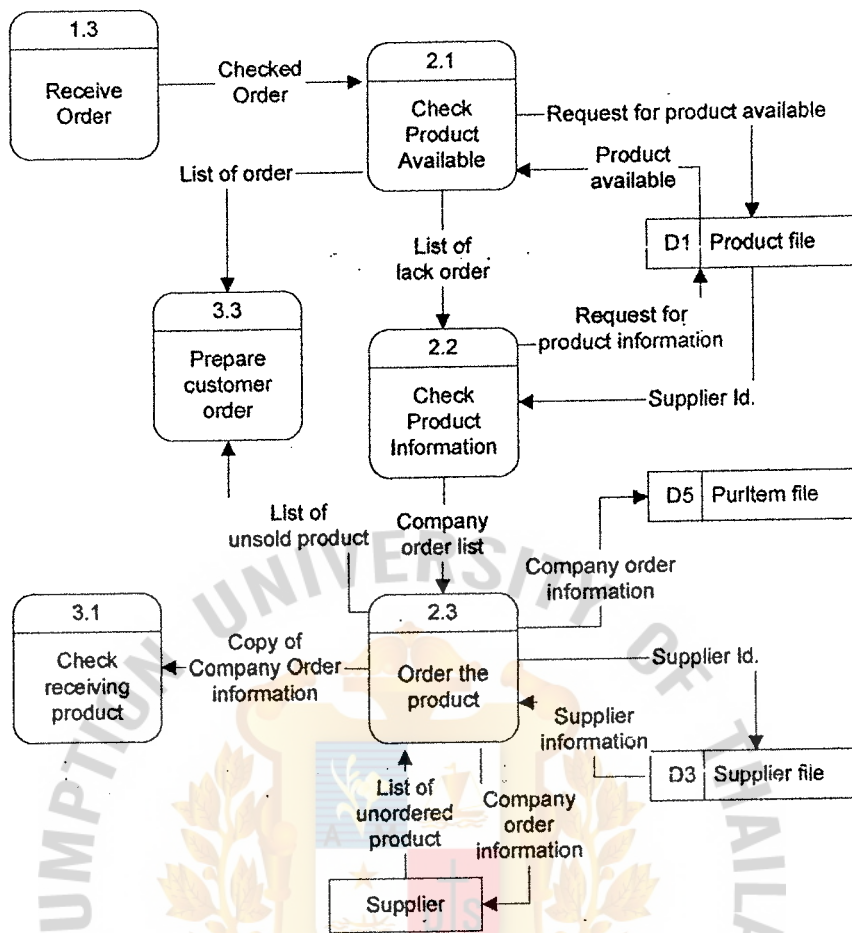 1.3
Receive
Order
Checked
Order
2.1
Check
Product
Available
Request for product available
Product
available
List of order
List of
lack order
D1 Product file
3.3
Prepare
customer
order
2.2
Check
Product
Information
Request for
product information
Supplier Id.
D5 PurItem file
List of
unsold product
Company
order list
Company order
information
3.1
Check
receiving
product
Copy of
Company Order
information
2.3
Order the
product
Supplier Id.
Supplier
information
D3 Supplier file
List of
unordered
product
Company
order
information
Supplier
UMPTION UNIVERSITY OF THAILA